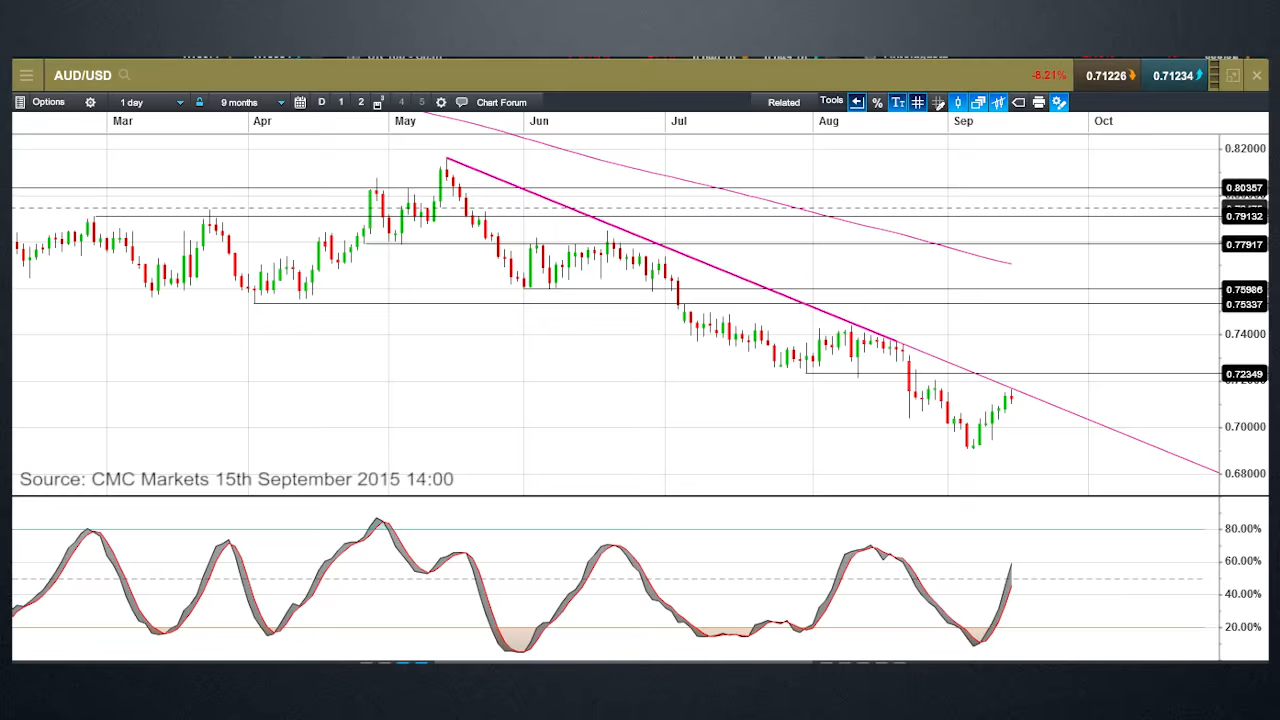 AUD/USD
-8.21% 0.71226 0.71234
Options 1 day 9 months D 1 2 3 4 5 Chart Forum Related Tools % Tт
Mar Apr May Jun Jul Aug Sep Oct
0.82000
0.80357
0.79132
0.77917
0.75986
0.75337
0.74000
0.72349
0.70000
0.68000
Source: CMC Markets 15th September 2015 14:00
80.00%
60.00%
40.00%
20.00%